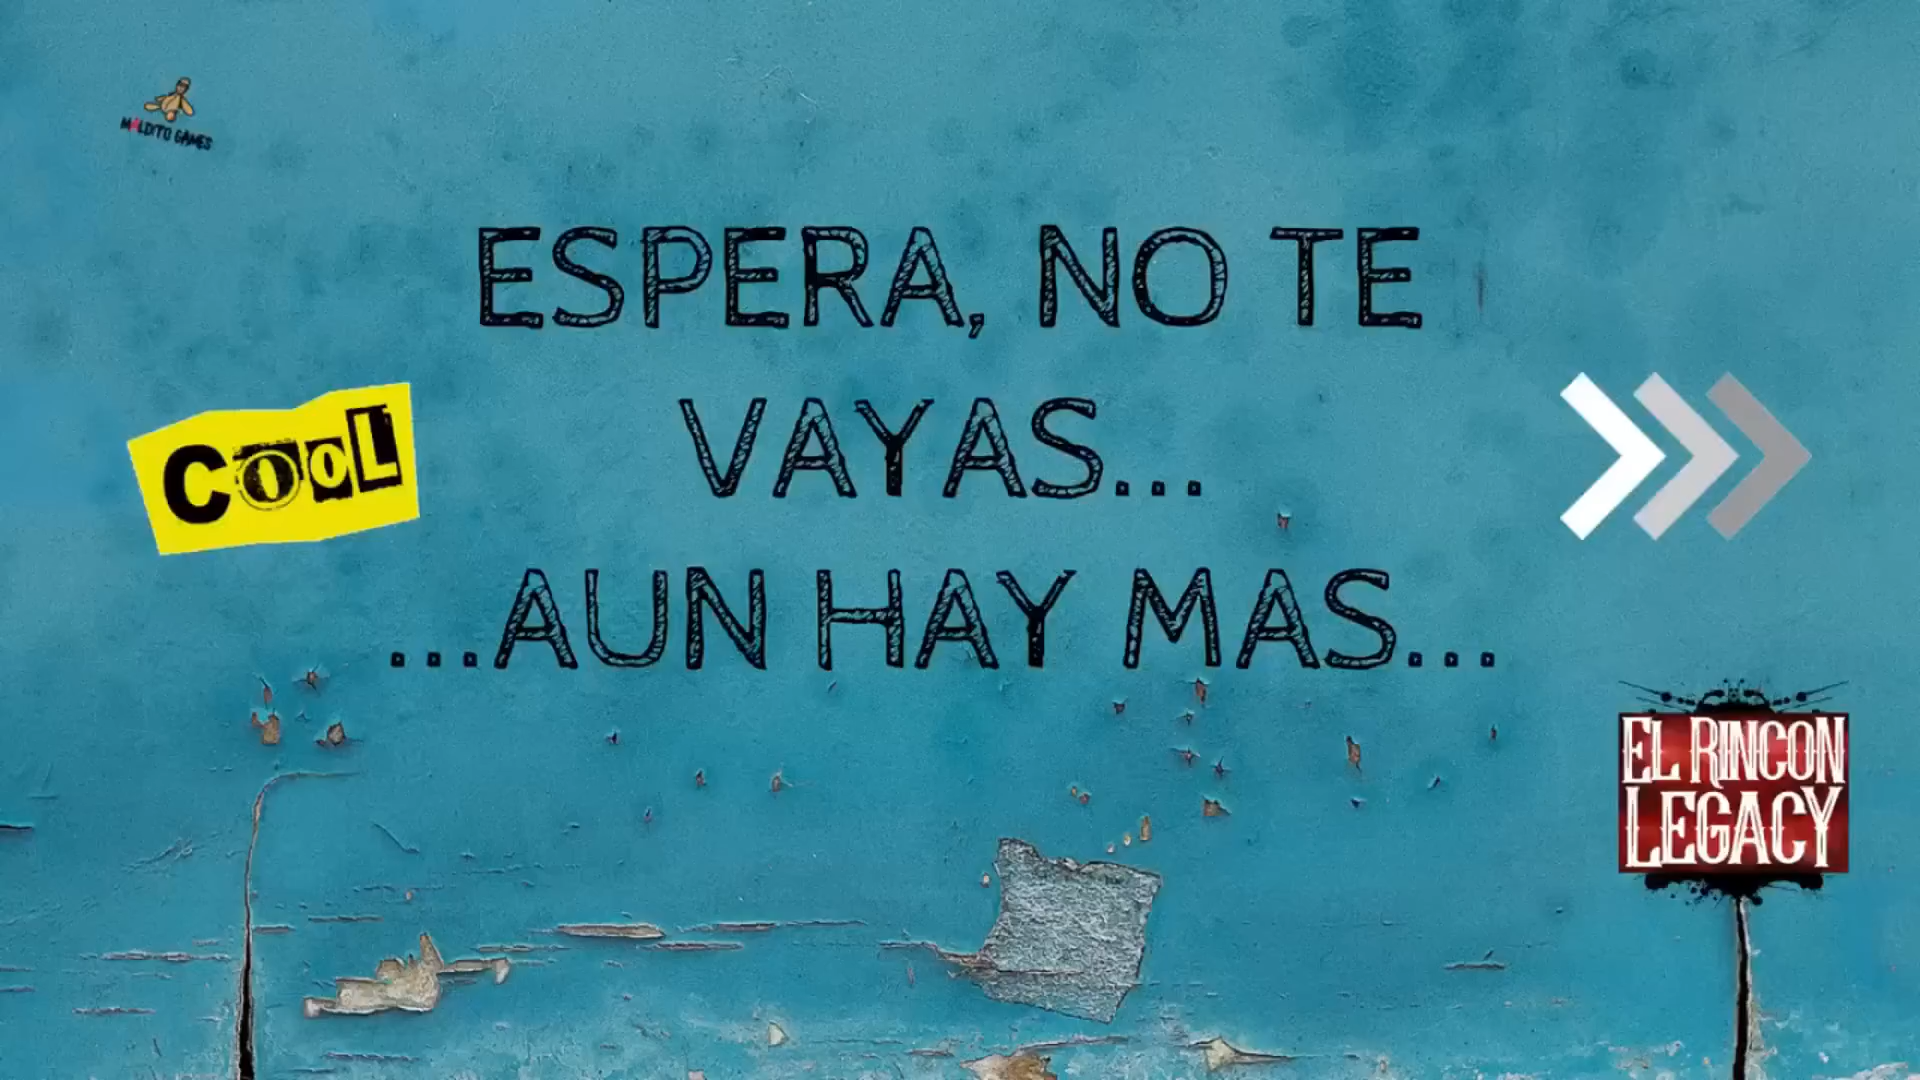 MALDITO GAMES
ESPERA, NO TE
VAYAS...
COOL
...AUN HAY MAS...
EL RINCON
LEGACY